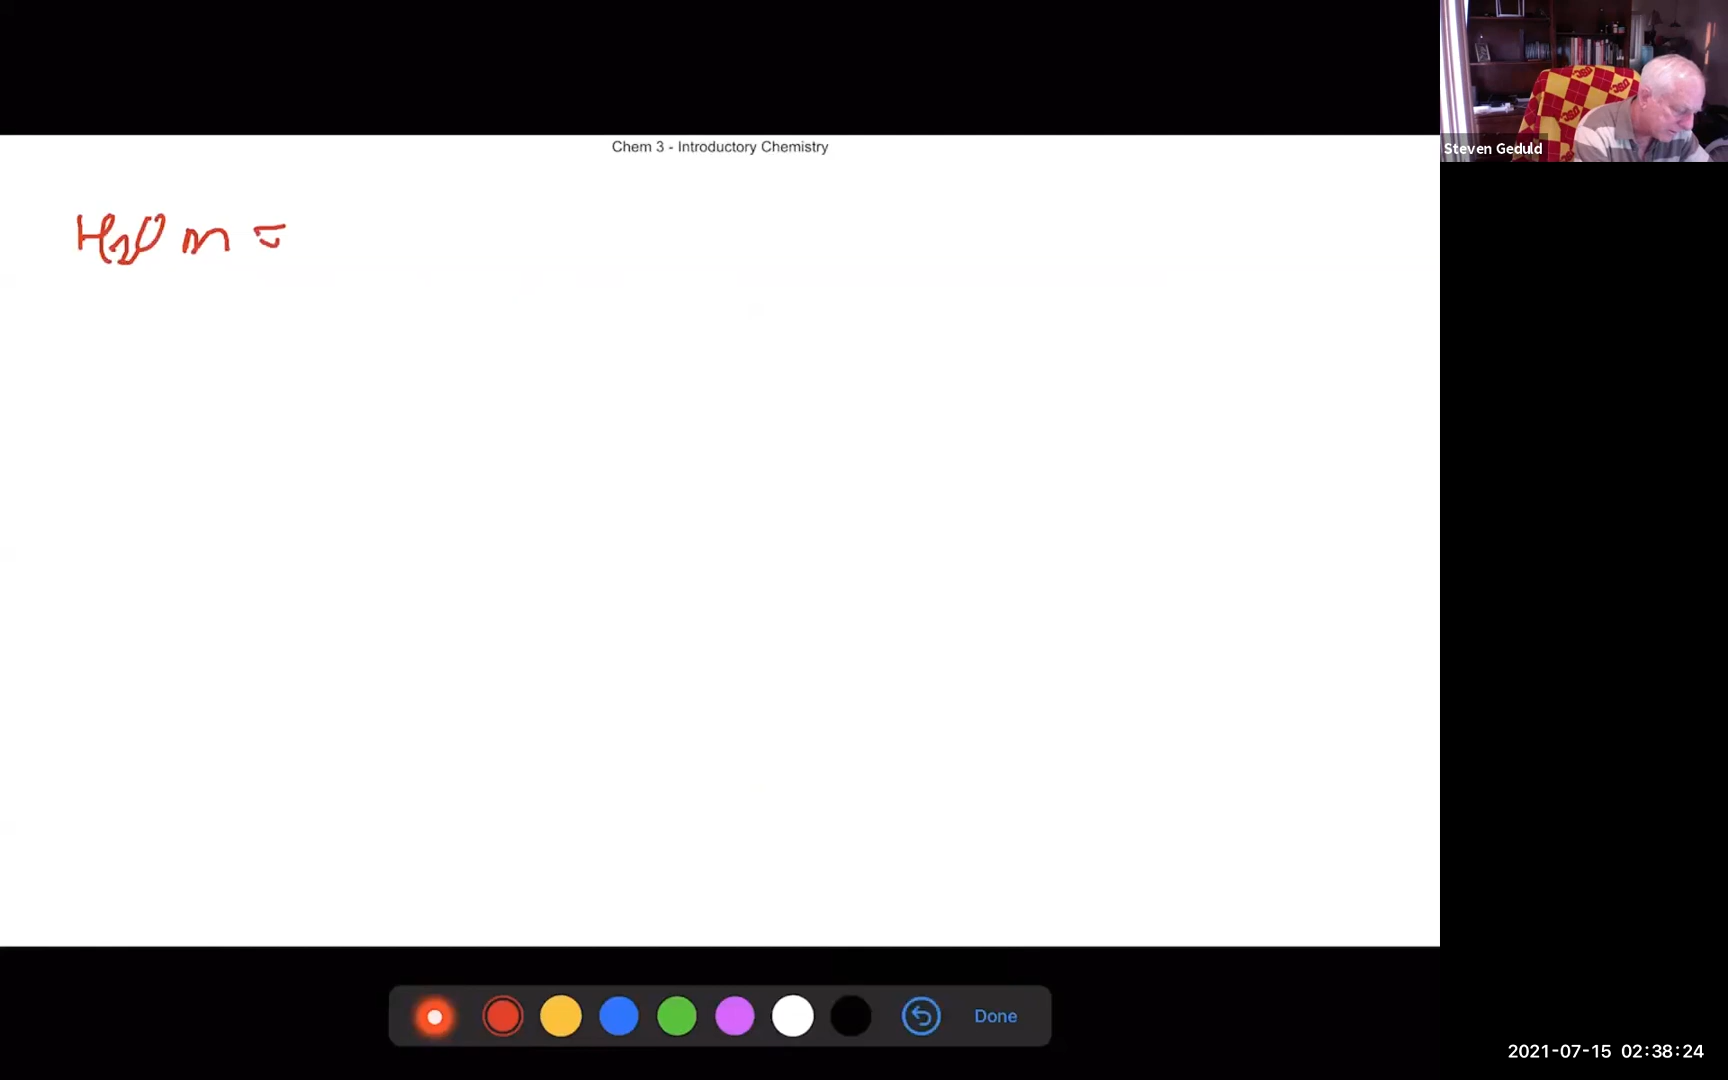 Chem 3 - Introductory Chemistry
Steven Geduld
H₂O m =
Done
2021-07-15 02:38:24